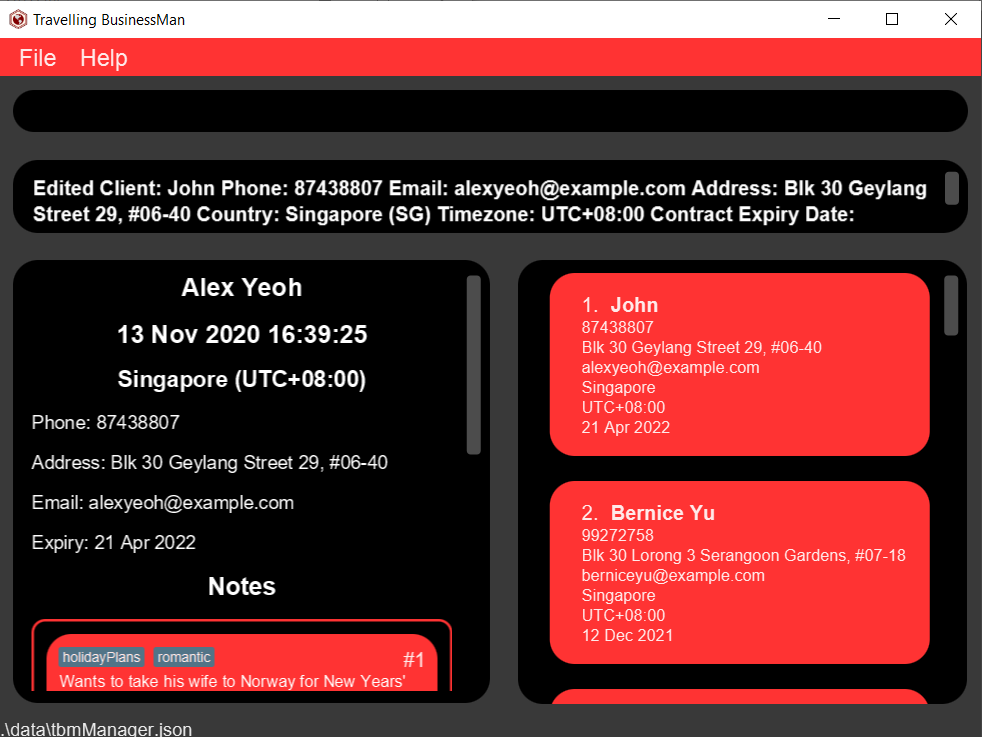 Travelling BusinessMan
File Help
Edited Client: John Phone: 87438807 Email: alexyeoh@example.com Address: Blk 30 Geylang
Street 29, #06-40 Country: Singapore (SG) Timezone: UTC+08:00 Contract Expiry Date:
Alex Yeoh
13 Nov 2020 16:39:25
Singapore (UTC+08:00)
Phone: 87438807
Address: Blk 30 Geylang Street 29, #06-40
Email: alexyeoh@example.com
Expiry: 21 Apr 2022
Notes
holidayPlans romantic #1
Wants to take his wife to Norway for New Years'
1. John
87438807
Blk 30 Geylang Street 29, #06-40
alexyeoh@example.com
Singapore
UTC+08:00
21 Apr 2022
2. Bernice Yu
99272758
Blk 30 Lorong 3 Serangoon Gardens, #07-18
berniceyu@example.com
Singapore
UTC+08:00
12 Dec 2021
.\data\tbmManager.json